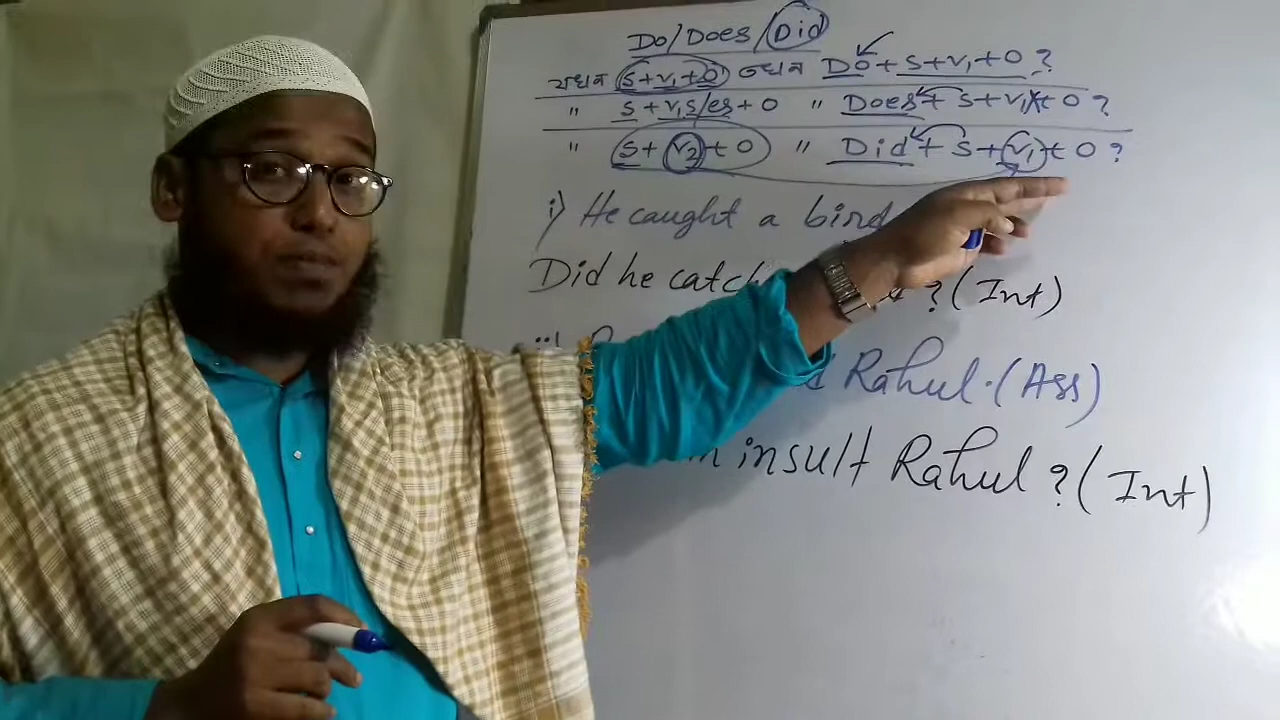 Do/Does/Did
যখন S+V₁+O তখন Do+S+V₁+O?
" S+V₁s/es+O " Does+S+V₁+O?
" S+V₂+O " Did+S+V₁+O?
i) He caught a bird
Did he catch ? (Int)
ii) Rahul. (Ass)
insult Rahul? (Int)